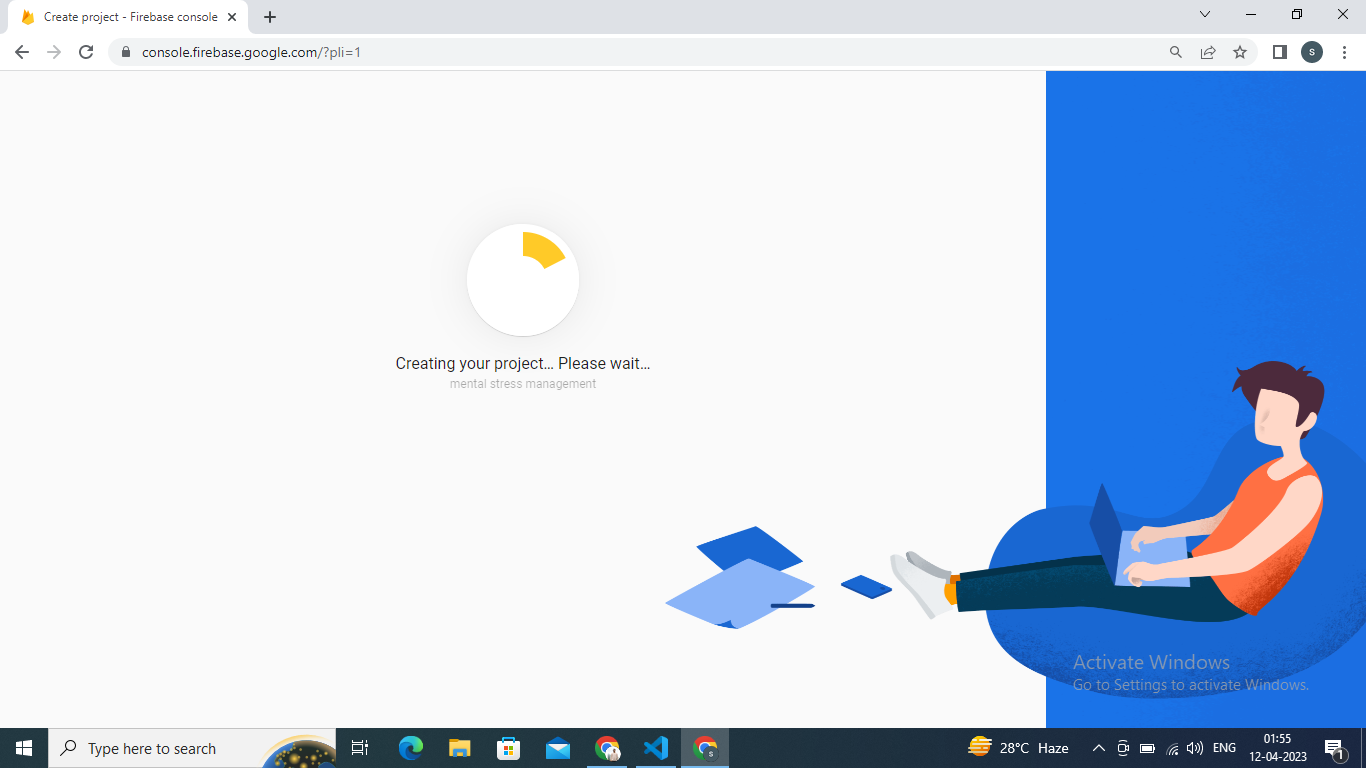 Create project - Firebase console
console.firebase.google.com/?pli=1
S
Creating your project... Please wait...
mental stress management
Activate Windows
Go to Settings to activate Windows.
Type here to search
28°C Haze
ENG
01:55
12-04-2023
1